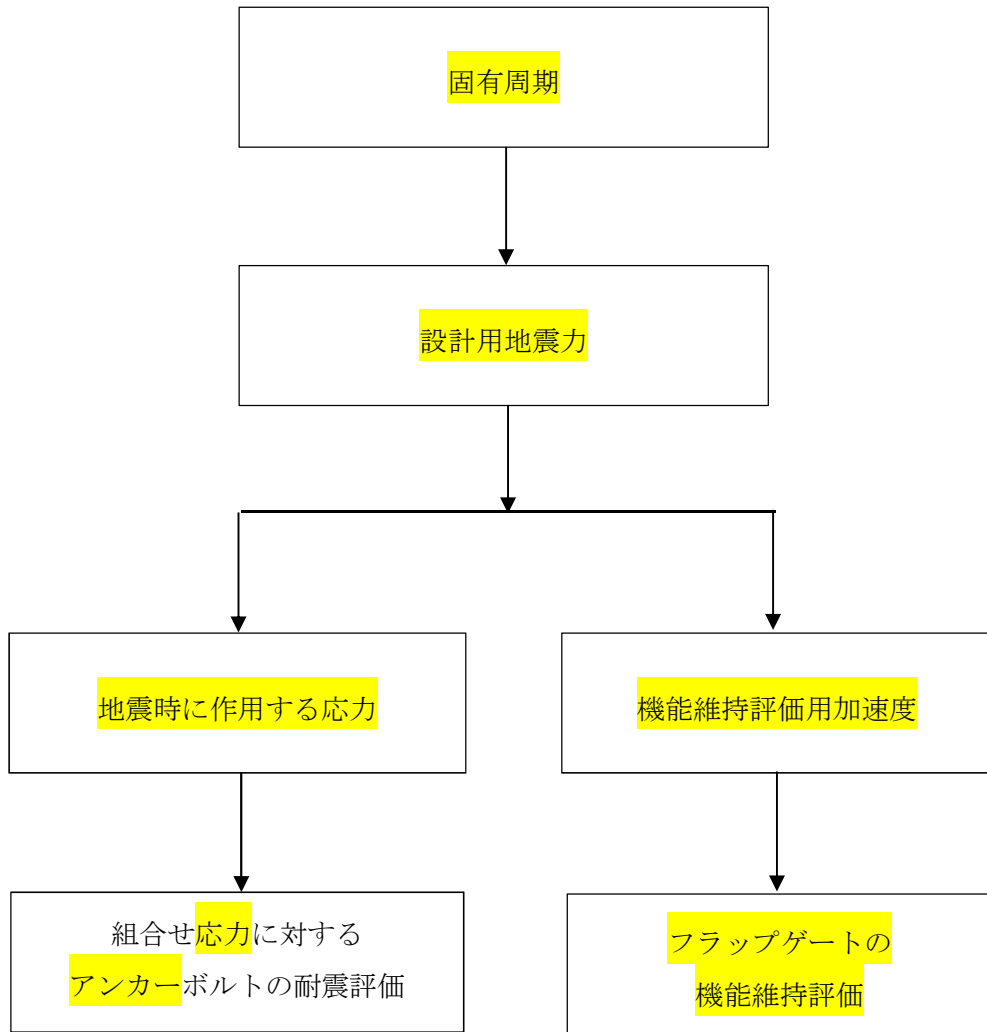 固有周期
設計用地震力
地震時に作用する応力
機能維持評価用加速度
組合せ応力に対する
アンカーボルトの耐震評価
フラップゲートの
機能維持評価